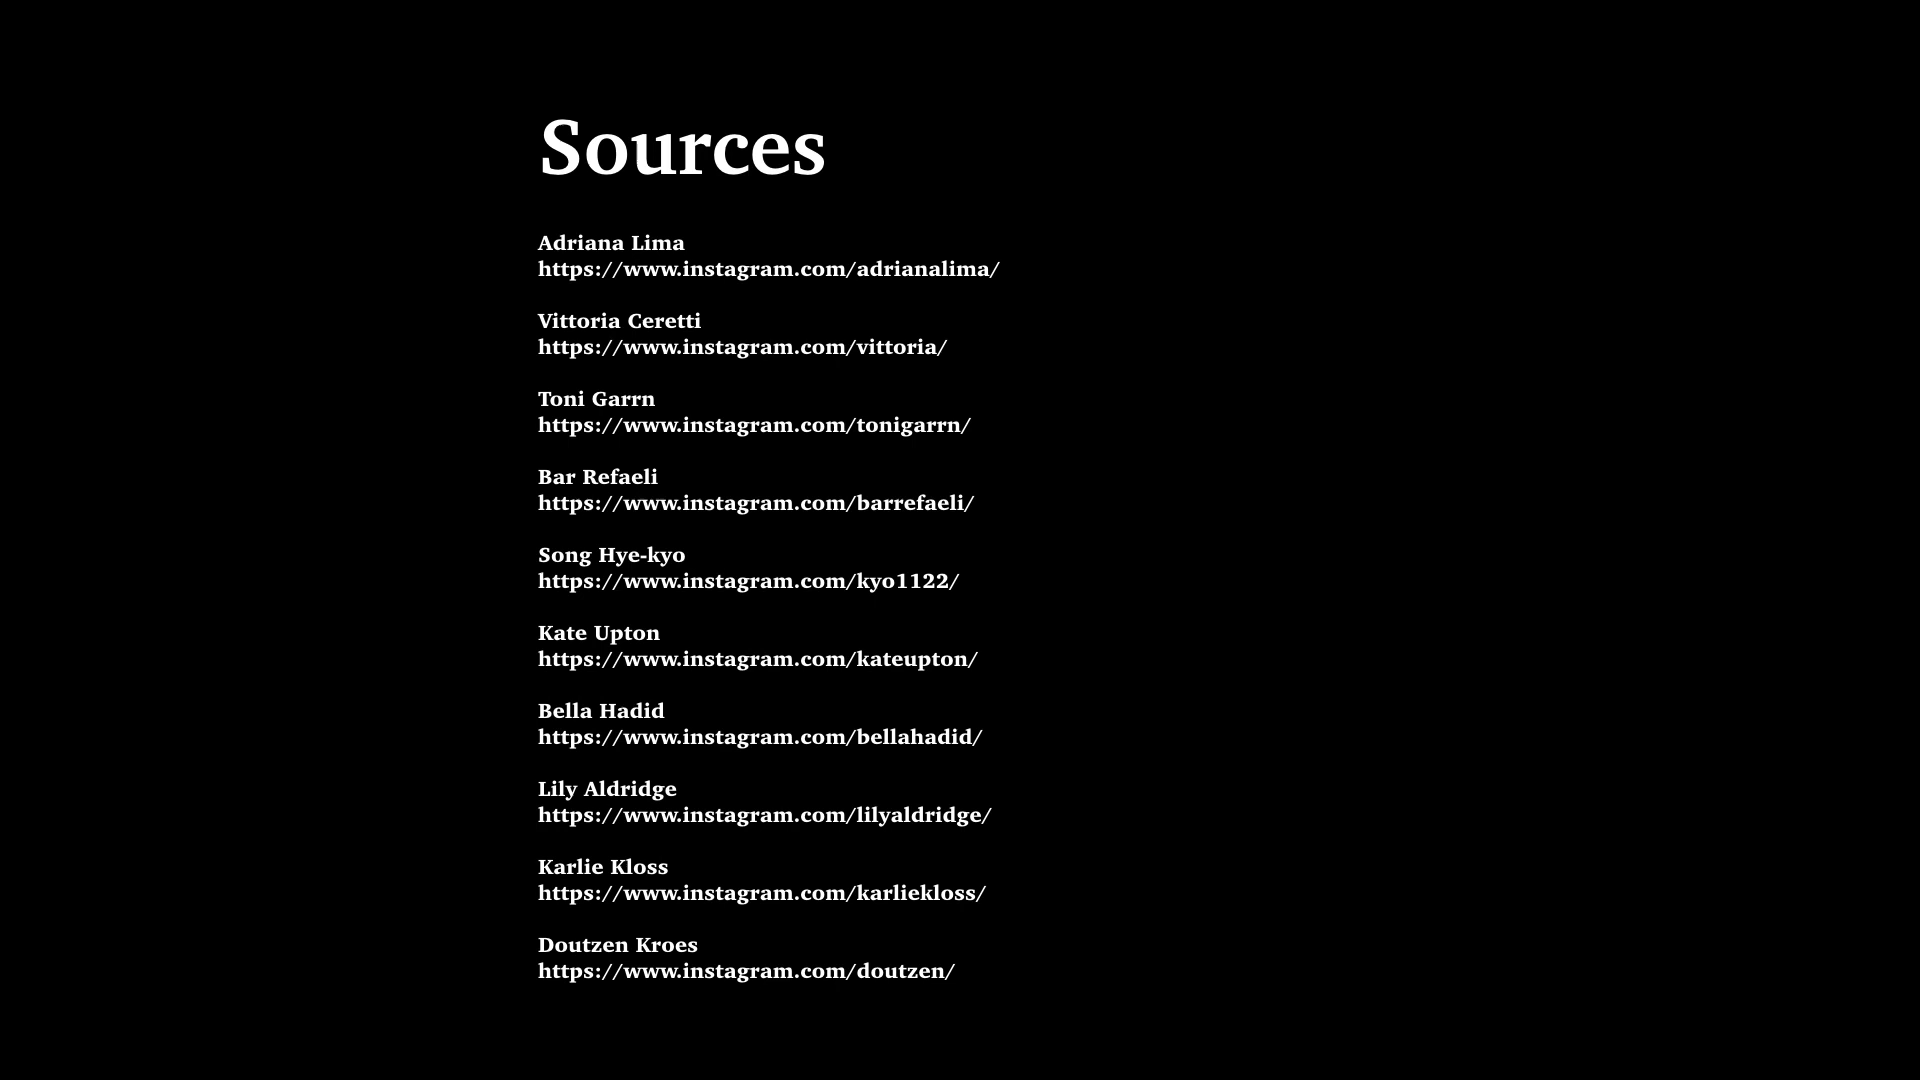 Sources
Adriana Lima
https://www.instagram.com/adrianalima/
Vittoria Ceretti
https://www.instagram.com/vittoria/
Toni Garrn
https://www.instagram.com/tonigarrn/
Bar Refaeli
https://www.instagram.com/barrefaeli/
Song Hye-kyo
https://www.instagram.com/kyo1122/
Kate Upton
https://www.instagram.com/kateupton/
Bella Hadid
https://www.instagram.com/bellahadid/
Lily Aldridge
https://www.instagram.com/lilyaldridge/
Karlie Kloss
https://www.instagram.com/karliekloss/
Doutzen Kroes
https://www.instagram.com/doutzen/